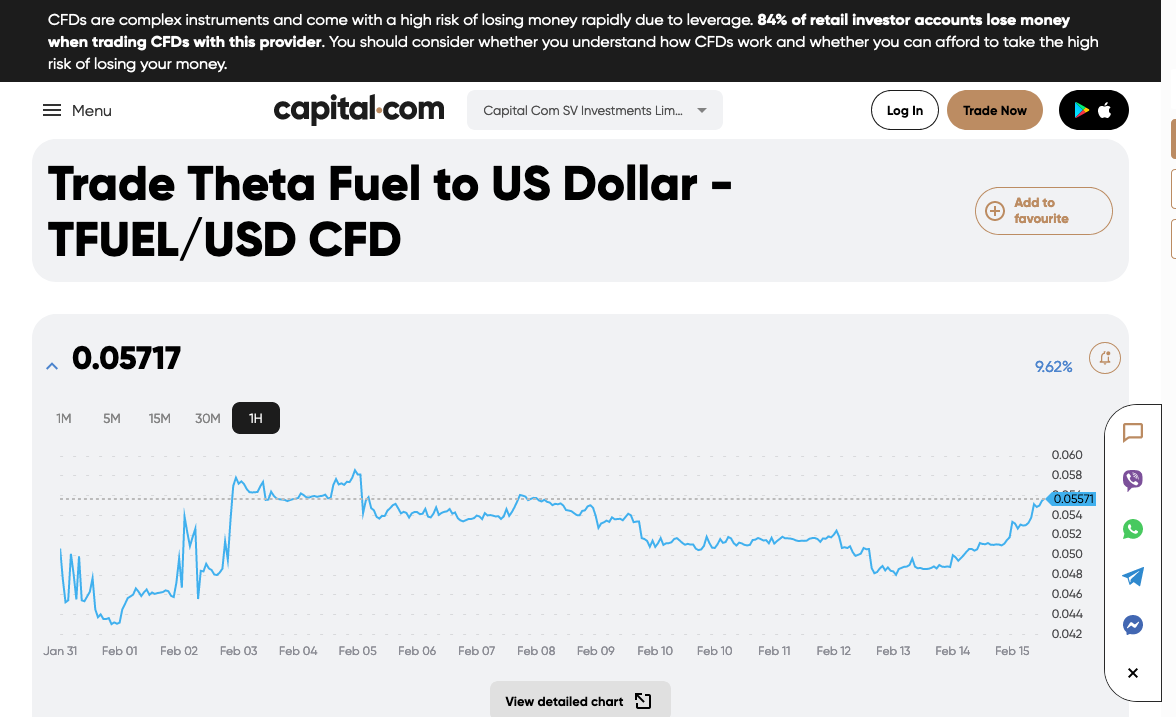 CFDs are complex instruments and come with a high risk of losing money rapidly due to leverage. 84% of retail investor accounts lose money
when trading CFDs with this provider. You should consider whether you understand how CFDs work and whether you can afford to take the high
risk of losing your money.
Menu
capital.com
Capital Com SV Investments Lim...
Log In
Trade Now
Trade Theta Fuel to US Dollar -
TFUEL/USD CFD
Add to
favourite
0.05717
9.62%
1M 5M 15M 30M 1H
0.060
0.058
0.05571
0.054
0.052
0.050
0.048
0.046
0.044
0.042
Jan 31 Feb 01 Feb 02 Feb 03 Feb 04 Feb 05 Feb 06 Feb 07 Feb 08 Feb 09 Feb 10 Feb 10 Feb 11 Feb 12 Feb 13 Feb 14 Feb 15
View detailed chart